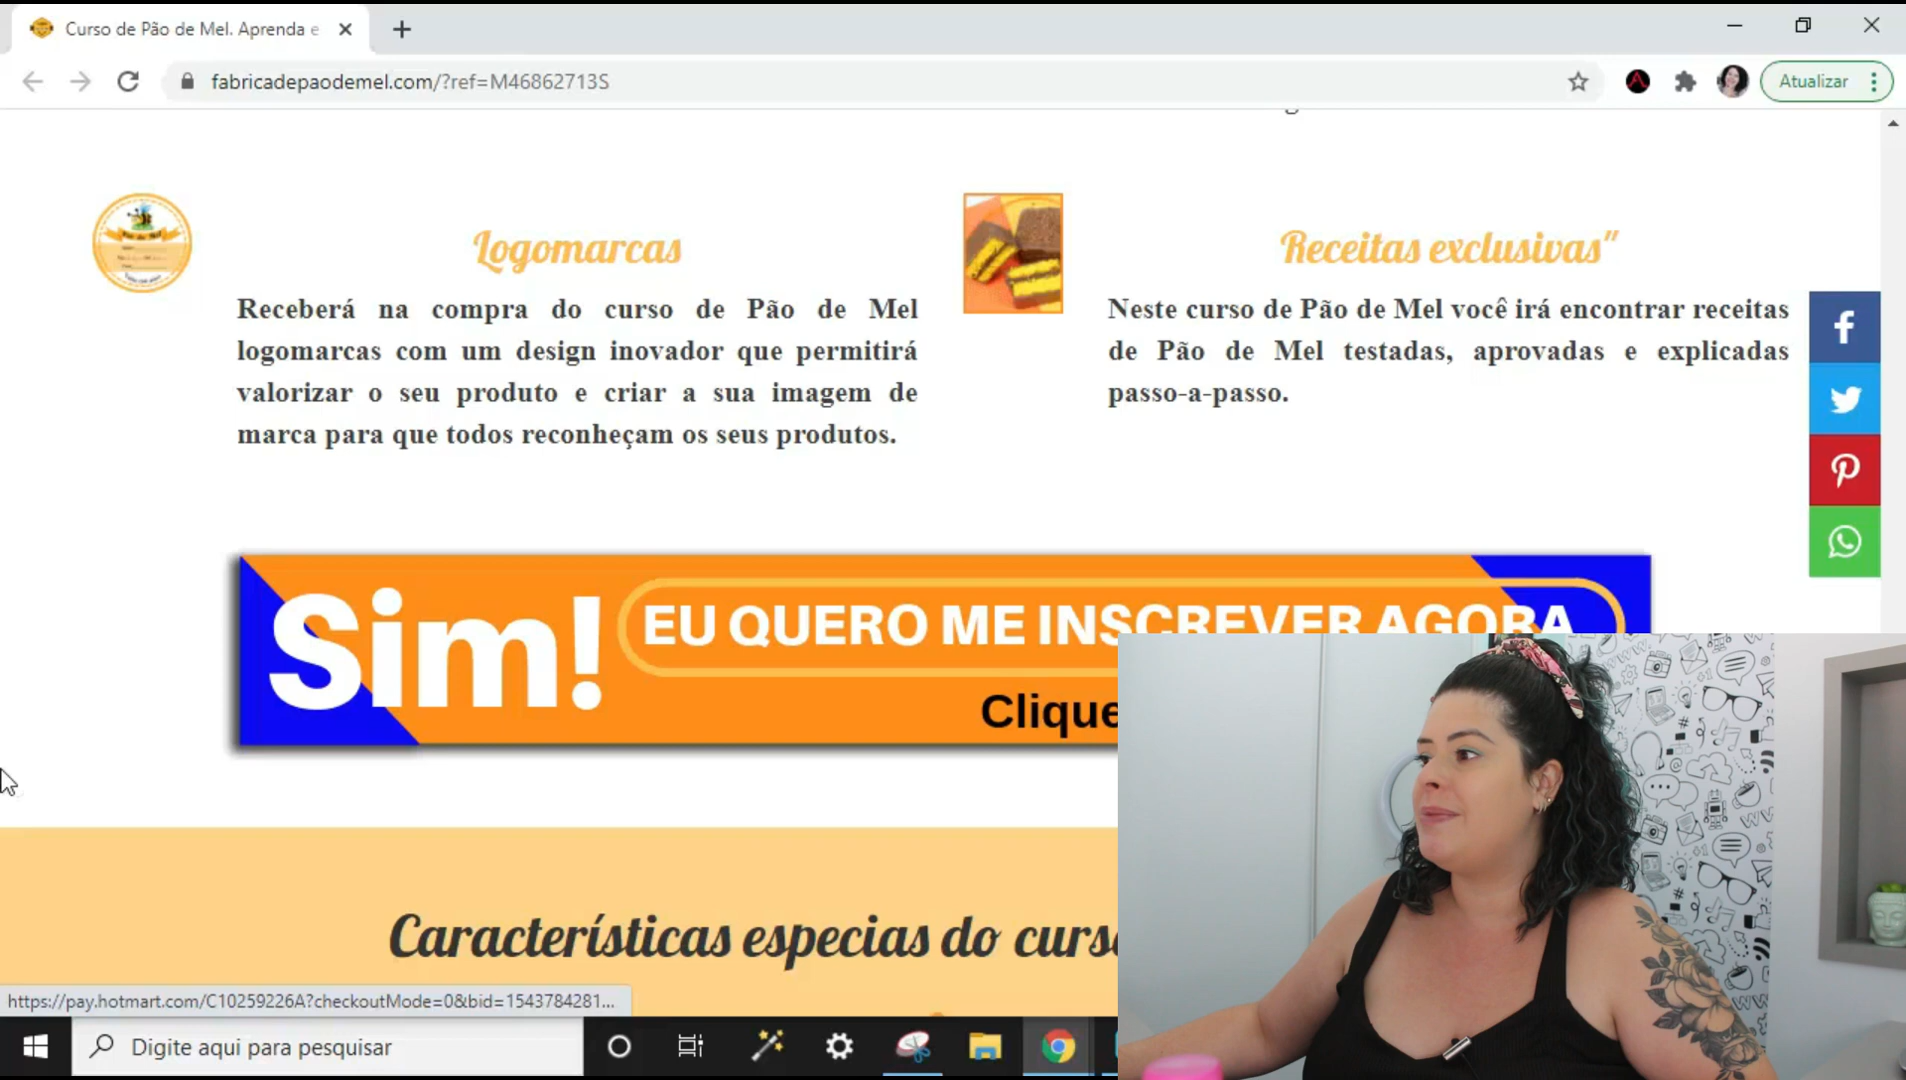 Curso de Pão de Mel. Aprenda e
fabricadepaodemel.com/?ref=M46862713S
Atualizar
Logomarcas
Receberá na compra do curso de Pão de Mel
logomarcas com um design inovador que permitirá
valorizar o seu produto e criar a sua imagem de
marca para que todos reconheçam os seus produtos.
Receitas exclusivas"
Neste curso de Pão de Mel você irá encontrar receitas
de Pão de Mel testadas, aprovadas e explicadas
passo-a-passo.
Sim!
EU QUERO ME INSCREVER AGORA
Clique
Características especias do curso
https://pay.hotmart.com/C10259226A?checkoutMode=0&bid=1543784281...
Digite aqui para pesquisar